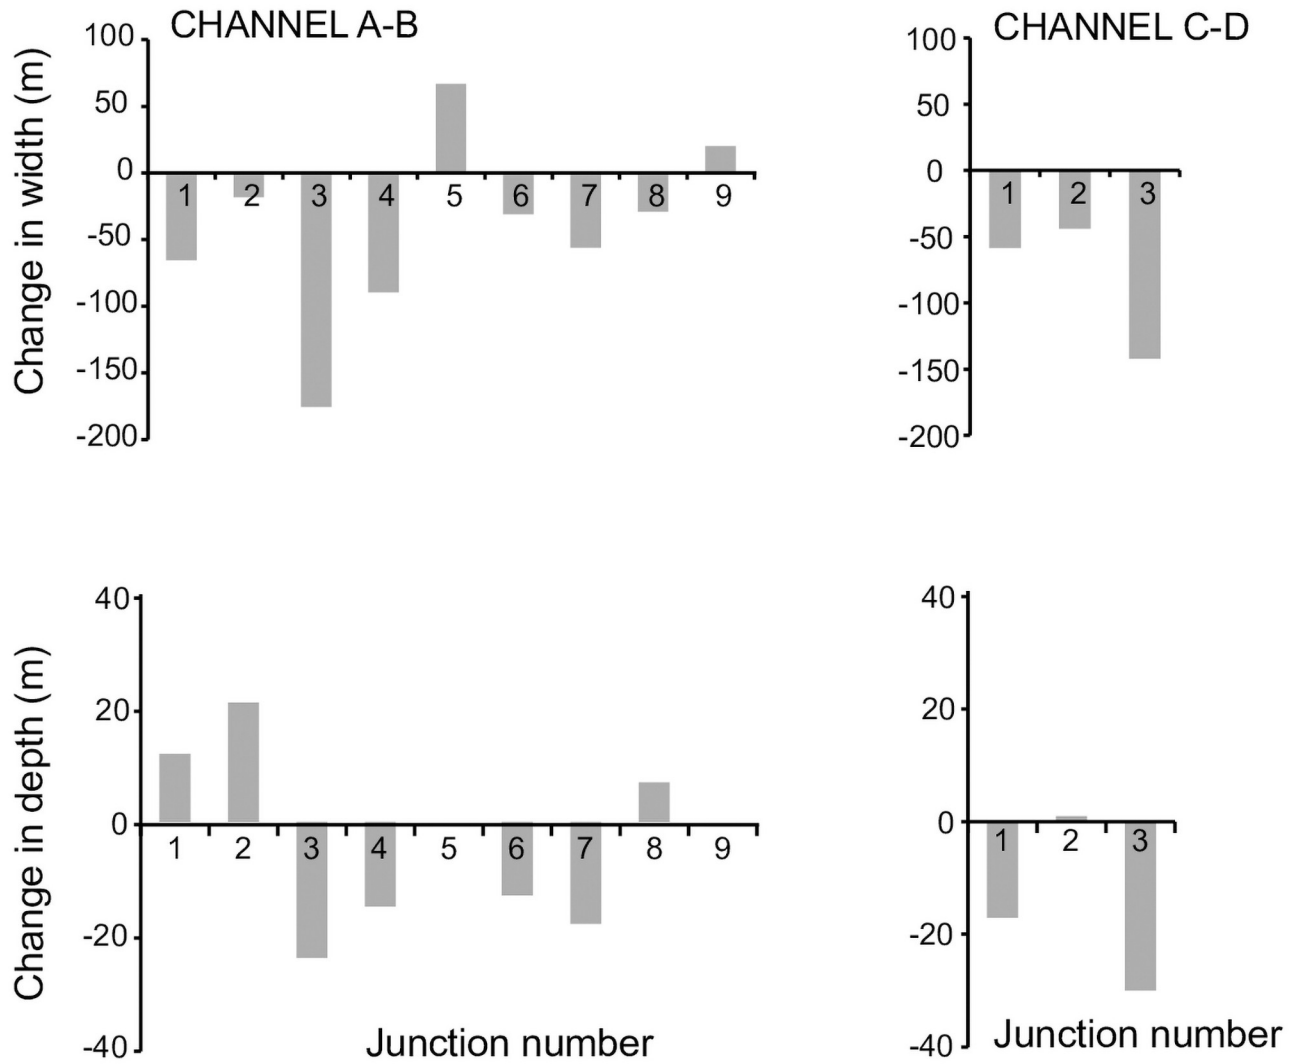 CHANNEL A-B
Change in width (m)
100
50
0
-50
-100
-150
-200
1 2 3 4 5 6 7 8 9
CHANNEL C-D
100
50
0
-50
-100
-150
-200
1 2 3
Change in depth (m)
40
20
0
-20
-40
1 2 3 4 5 6 7 8 9
Junction number
40
20
0
-20
-40
1 2 3
Junction number